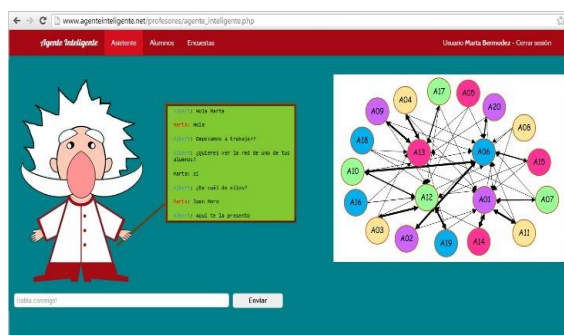 www.agenteinteligente.net/profesores/agente_inteligente.php
Agente Inteligente Asistente Alumnos Encuestas Usuario Marta Bermudez - Cerrar sesión
Albert: Hola Marta
Marta: Hola
Albert: Empezamos a trabajar?
Albert: ¿Quieres ver la red de uno de tus
alumnos?
Marta: si
Albert: ¿De cuál de ellos?
Marta: Juan Mero
Albert: Aquí te la presento
Habla conmigo!
Enviar
A17
A05
A04
A20
A09
A08
A18
A13
A06
A15
A10
A12
A01
A07
A16
A03
A02
A19
A14
A11